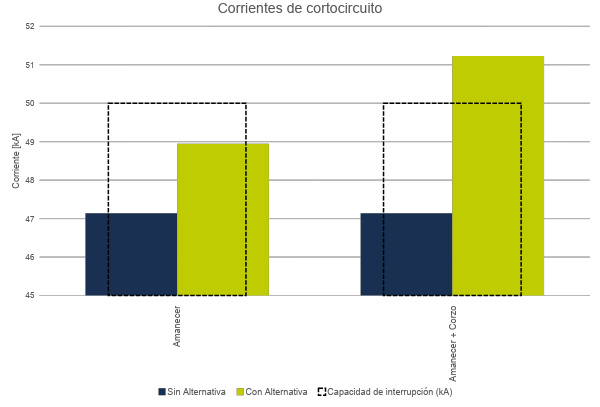 Corrientes de cortocircuito
52
51
50
49
48
47
46
45
Corriente [kA]
Amanecer
Amanecer + Corzo
Sin Alternativa
Con Alternativa
Capacidad de interrupción (kA)